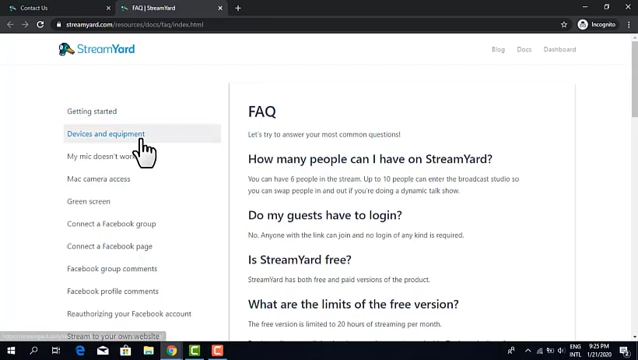 Contact Us
FAQ | StreamYard
streamyard.com/resources/docs/faq/index.html
Incognito
StreamYard
Blog
Docs
Dashboard
Getting started
Devices and equipment
My mic doesn't work
Mac camera access
Green screen
Connect a Facebook group
Connect a Facebook page
Facebook group comments
Facebook profile comments
Reauthorizing your Facebook account
Stream to your own website
FAQ
Let's try to answer your most common questions!
How many people can I have on StreamYard?
You can have 6 people in the stream. Up to 10 people can enter the broadcast studio so
you can swap people in and out if you're doing a dynamic talk show.
Do my guests have to login?
No. Anyone with the link can join and no login of any kind is required.
Is StreamYard free?
StreamYard has both free and paid versions of the product.
What are the limits of the free version?
The free version is limited to 20 hours of streaming per month.
ENG
INTL
9:25 PM
1/21/2020